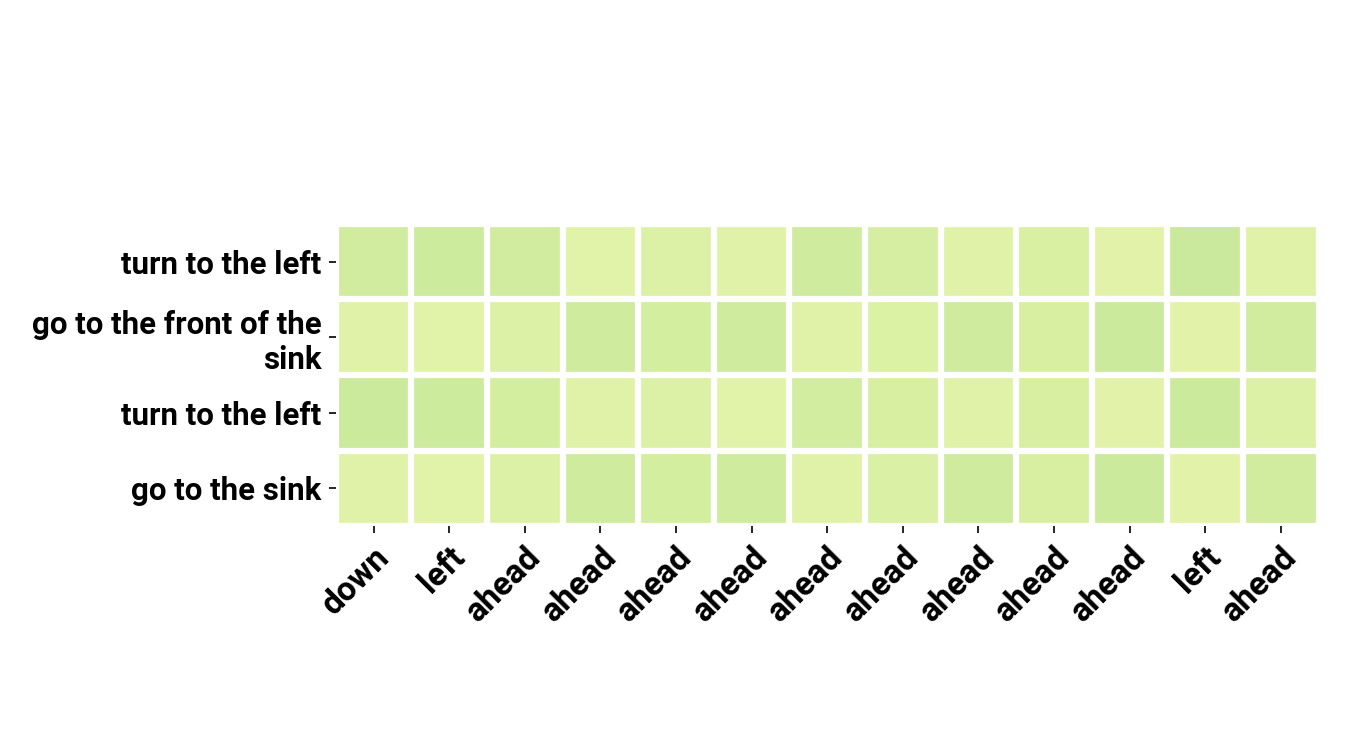 turn to the left
go to the front of the
sink
turn to the left
go to the sink
down
left
ahead
ahead
ahead
ahead
ahead
ahead
ahead
ahead
ahead
left
ahead